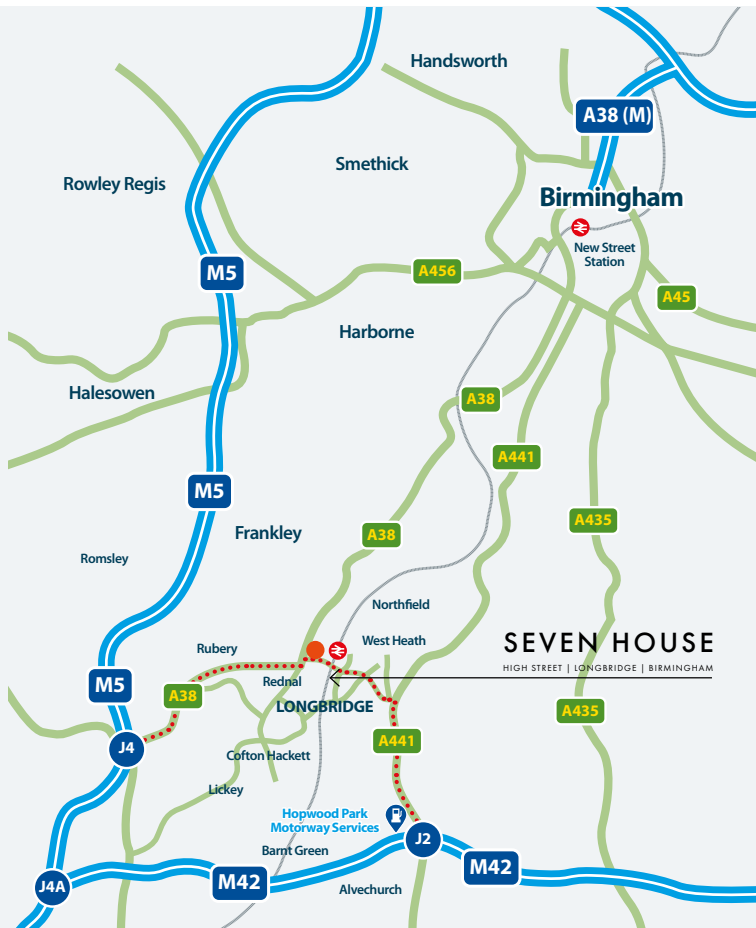 Handsworth
A38 (M)
Smethick
Rowley Regis
Birmingham
New Street
Station
M5
A456
A45
Harborne
Halesowen
A38
A441
M5
A435
Frankley
A38
Romsley
Northfield
West Heath
Rubery
SEVEN HOUSE
HIGH STREET | LONGBRIDGE | BIRMINGHAM
Rednal
M5
A38
LONGBRIDGE
A435
J4
A441
Cofton Hackett
Lickey
Hopwood Park
Motorway Services
J2
Barnt Green
M42
M42
J4A
Alvechurch